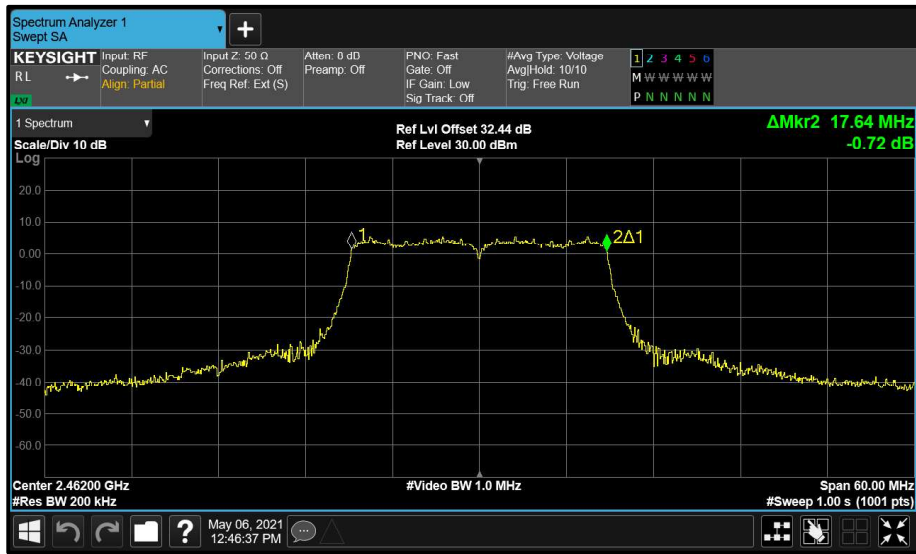 Spectrum Analyzer 1
Swept SA
+
KEYSIGHT
RL
LXI
Input: RF
Coupling: AC
Align: Partial
Input Z: 50 Ω
Corrections: Off
Freq Ref: Ext (S)
Atten: 0 dB
Preamp: Off
PNO: Fast
Gate: Off
IF Gain: Low
Sig Track: Off
#Avg Type: Voltage
Avg|Hold: 10/10
Trig: Free Run
1 2 3 4 5 6
M W W W W W
P N N N N N
1 Spectrum
Scale/Div 10 dB
Ref Lvl Offset 32.44 dB
Ref Level 30.00 dBm
ΔMkr2 17.64 MHz
-0.72 dB
Log
20.0
10.0
0.00
-10.0
-20.0
-30.0
-40.0
-50.0
-60.0
1
2Δ1
Center 2.46200 GHz
#Res BW 200 kHz
#Video BW 1.0 MHz
Span 60.00 MHz
#Sweep 1.00 s (1001 pts)
?
May 06, 2021
12:46:37 PM